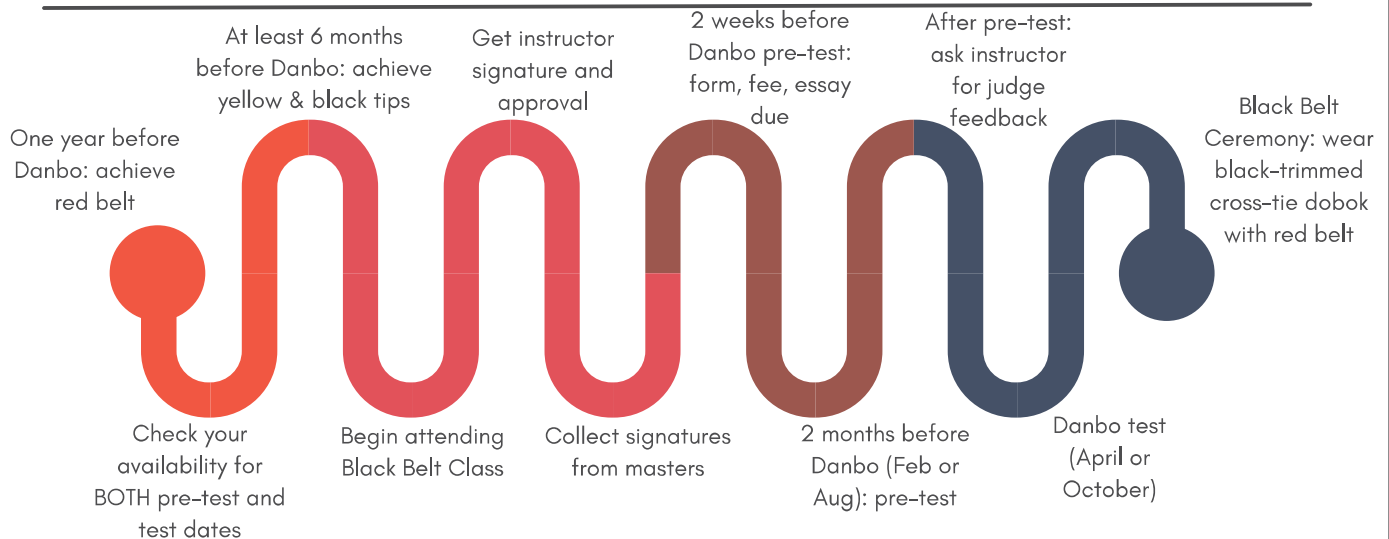 One year before
Danbo: achieve
red belt
Check your
availability for
BOTH pre-test and
test dates
At least 6 months
before Danbo: achieve
yellow & black tips
Begin attending
Black Belt Class
Get instructor
signature and
approval
Collect signatures
from masters
2 weeks before
Danbo pre-test:
form, fee, essay
due
2 months before
Danbo (Feb or
Aug): pre-test
After pre-test:
ask instructor
for judge
feedback
Danbo test
(April or
October)
Black Belt
Ceremony: wear
black-trimmed
cross-tie dobok
with red belt